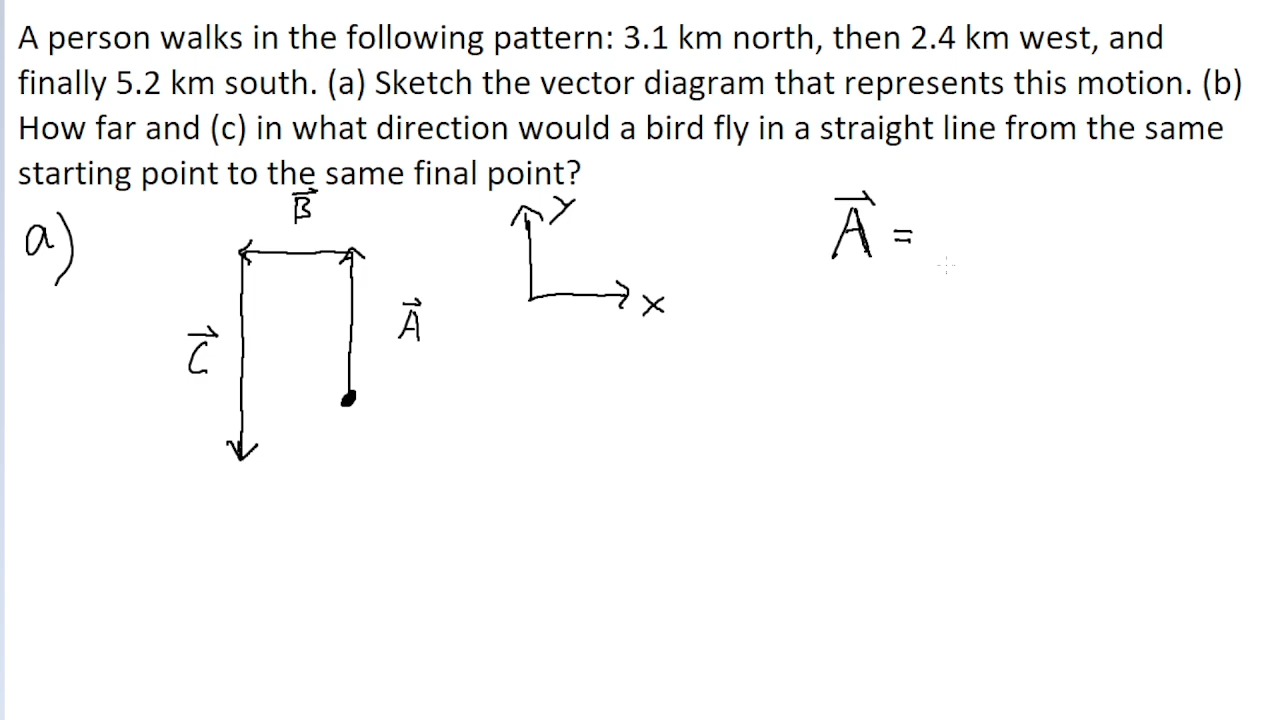 A person walks in the following pattern: 3.1 km north, then 2.4 km west, and
finally 5.2 km south. (a) Sketch the vector diagram that represents this motion. (b)
How far and (c) in what direction would a bird fly in a straight line from the same
starting point to the same final point?
a)
B⃗
y
x
A⃗ =
A⃗
C⃗